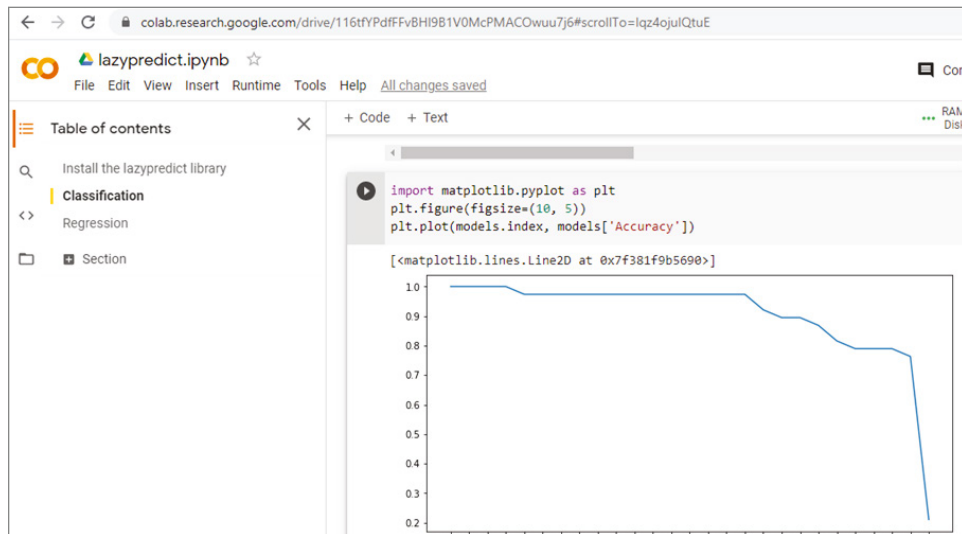 colab.research.google.com/drive/116tfYPdfFFvBHI9B1V0McPMACOwuu7j6#scrollTo=Iqz4ojulQtuE
lazypredict.ipynb
File Edit View Insert Runtime Tools Help All changes saved
Table of contents
Install the lazypredict library
Classification
Regression
Section
+ Code + Text
import matplotlib.pyplot as plt
plt.figure(figsize=(10, 5))
plt.plot(models.index, models['Accuracy'])
[<matplotlib.lines.Line2D at 0x7f381f9b5690>]
1.0
0.9
0.8
0.7
0.6
0.5
0.4
0.3
0.2